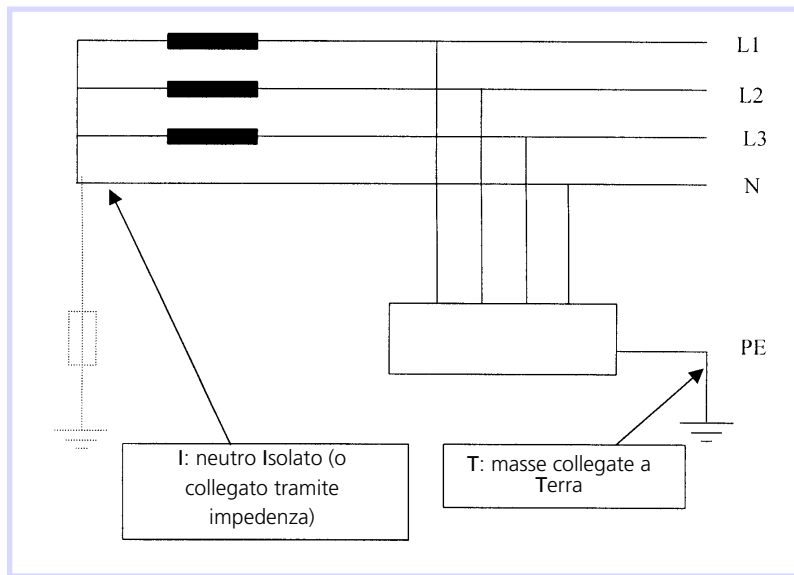 L1
L2
L3
N
PE
I: neutro Isolato (o
collegato tramite
impedenza)
T: masse collegate a
Terra